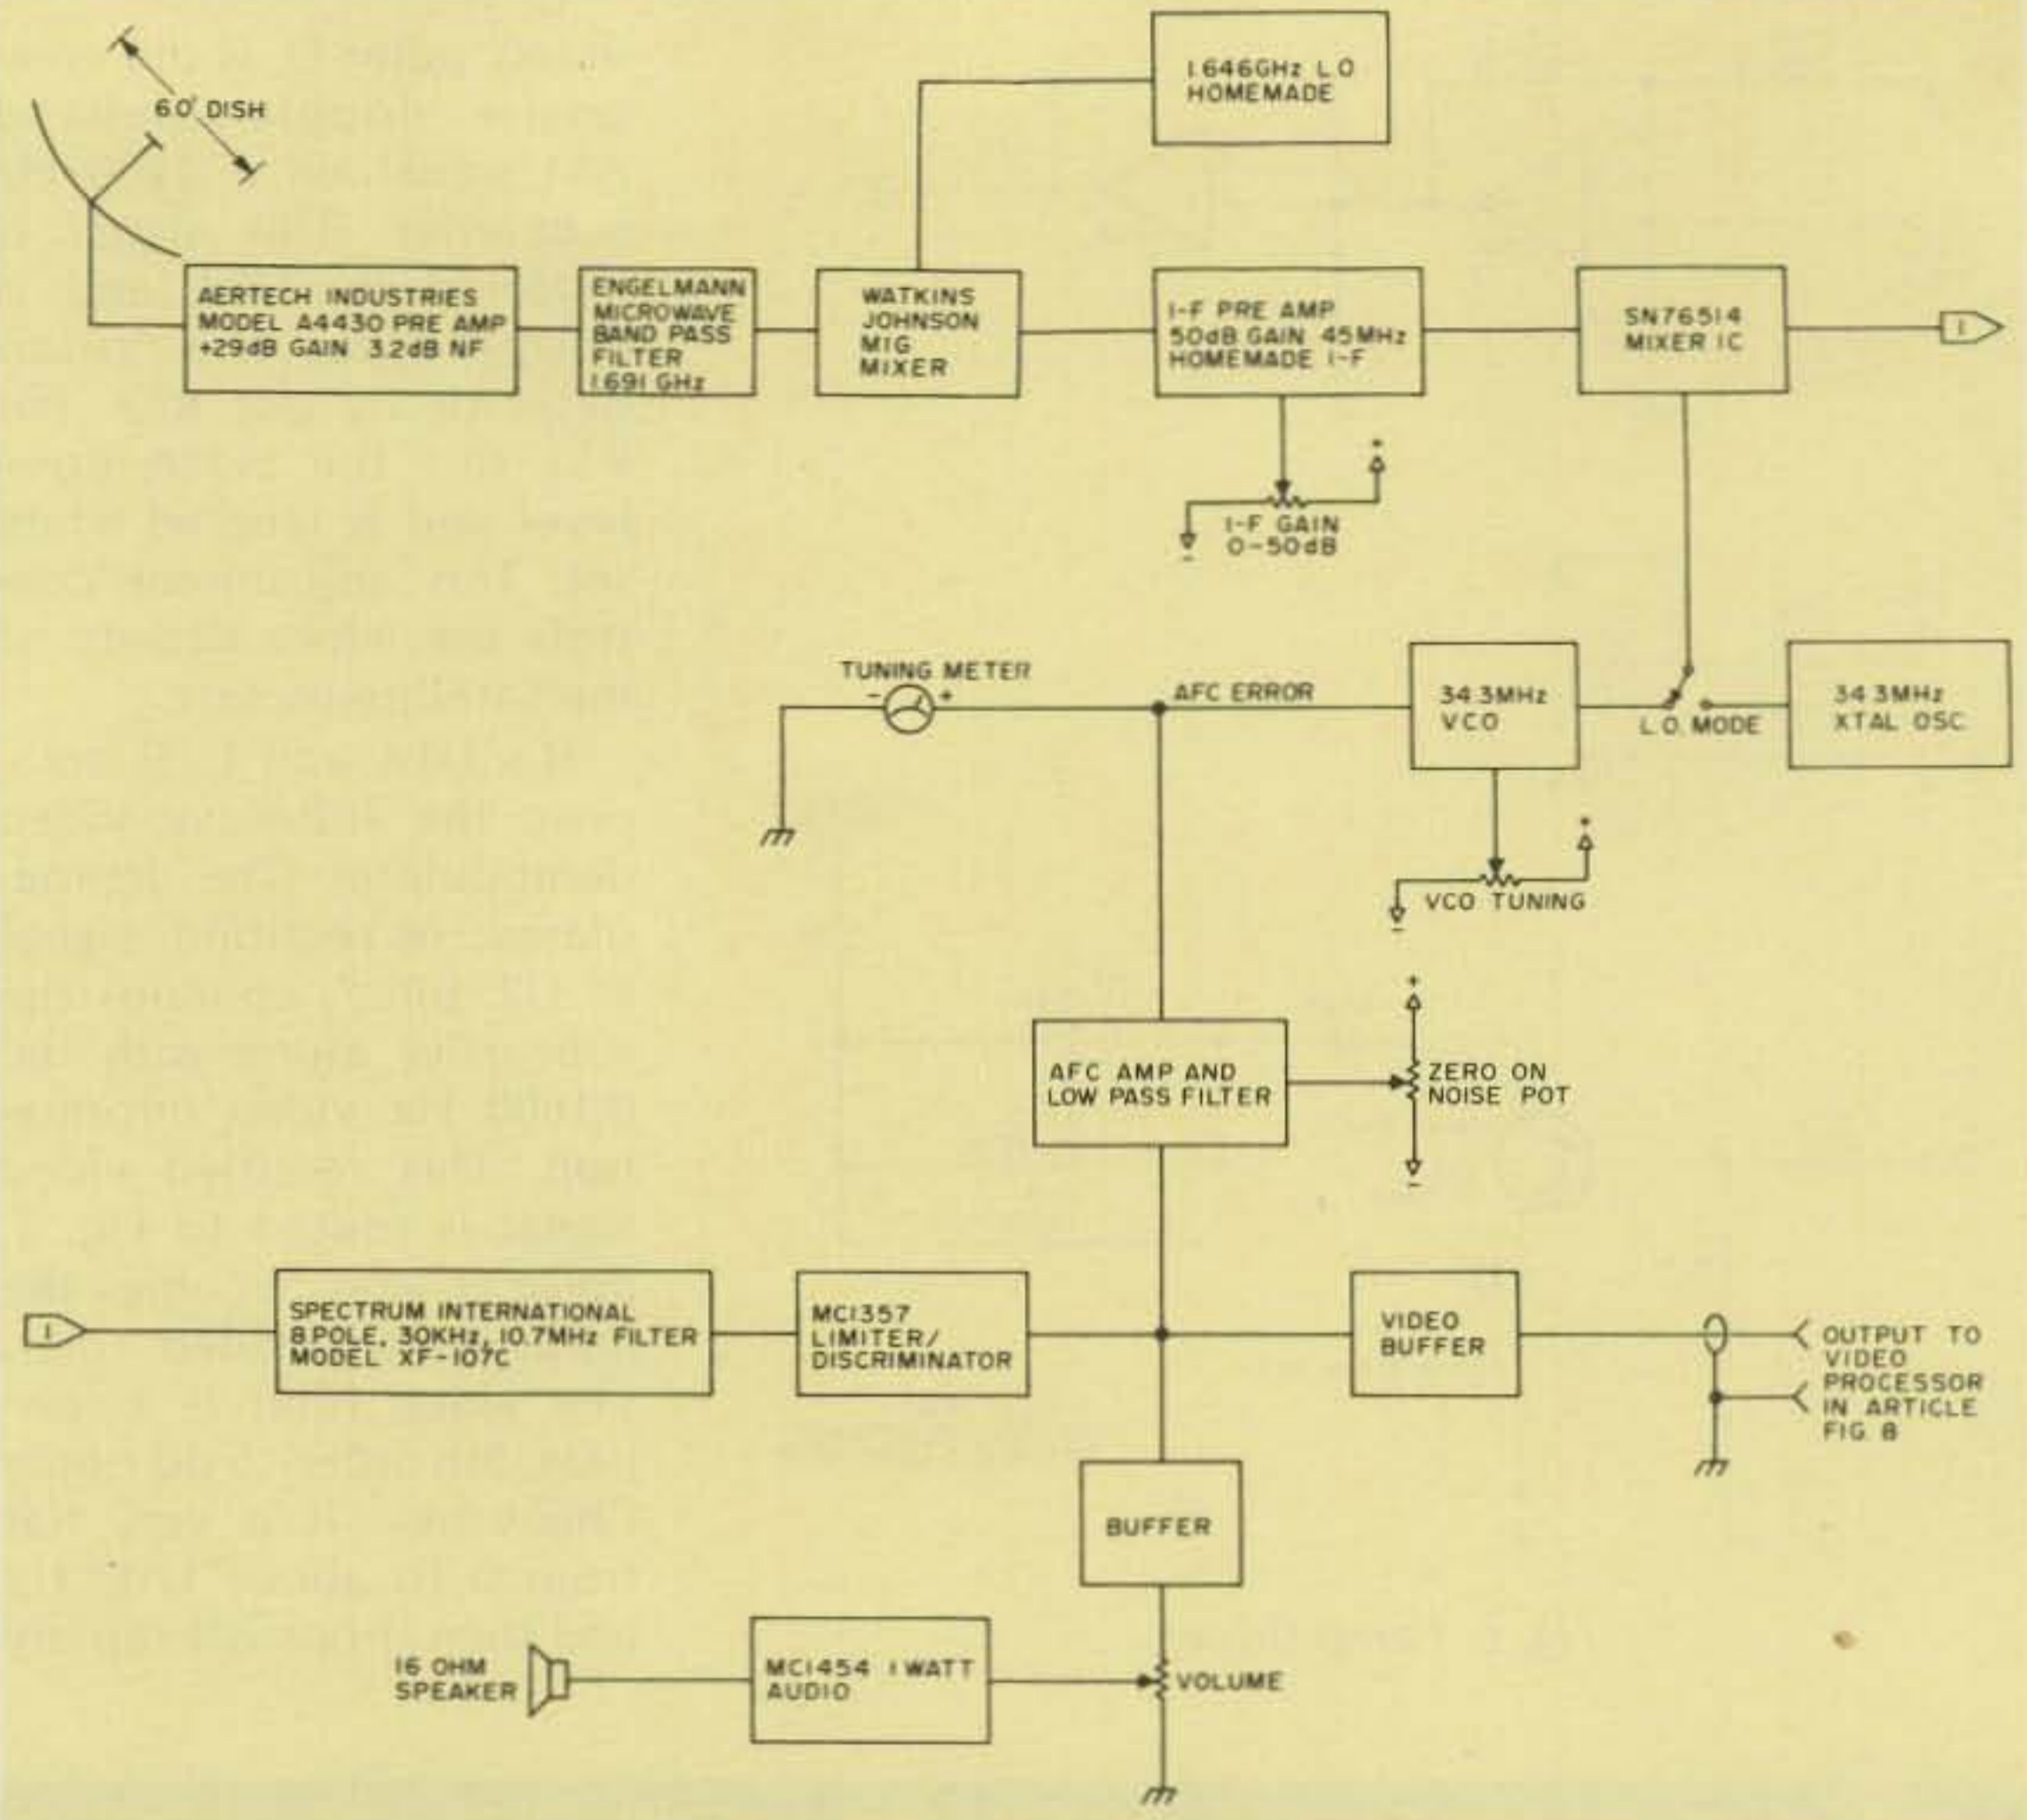 1.646GHz L.O
HOMEMADE
6.0' DISH
AERTECH INDUSTRIES
MODEL A4430 PRE AMP
+29dB GAIN 3.2dB NF
ENGELMANN
MICROWAVE
BAND PASS
FILTER
1.691 GHz
WATKINS
JOHNSON
MIG
MIXER
I-F PRE AMP
50dB GAIN 45MHz
HOMEMADE I-F
SN76514
MIXER IC
1
+
-
I-F GAIN
0-50dB
TUNING METER
- +
AFC ERROR
34.3MHz
VCO
L.O. MODE
34.3MHz
XTAL OSC.
+
-
VCO TUNING
AFC AMP AND
LOW PASS FILTER
+
ZERO ON
NOISE POT
-
1
SPECTRUM INTERNATIONAL
8 POLE, 30KHz, 10.7MHz FILTER
MODEL XF-107C
MC1357
LIMITER/
DISCRIMINATOR
VIDEO
BUFFER
OUTPUT TO
VIDEO
PROCESSOR
IN ARTICLE
FIG. 8
BUFFER
16 OHM
SPEAKER
MC1454 1 WATT
AUDIO
VOLUME